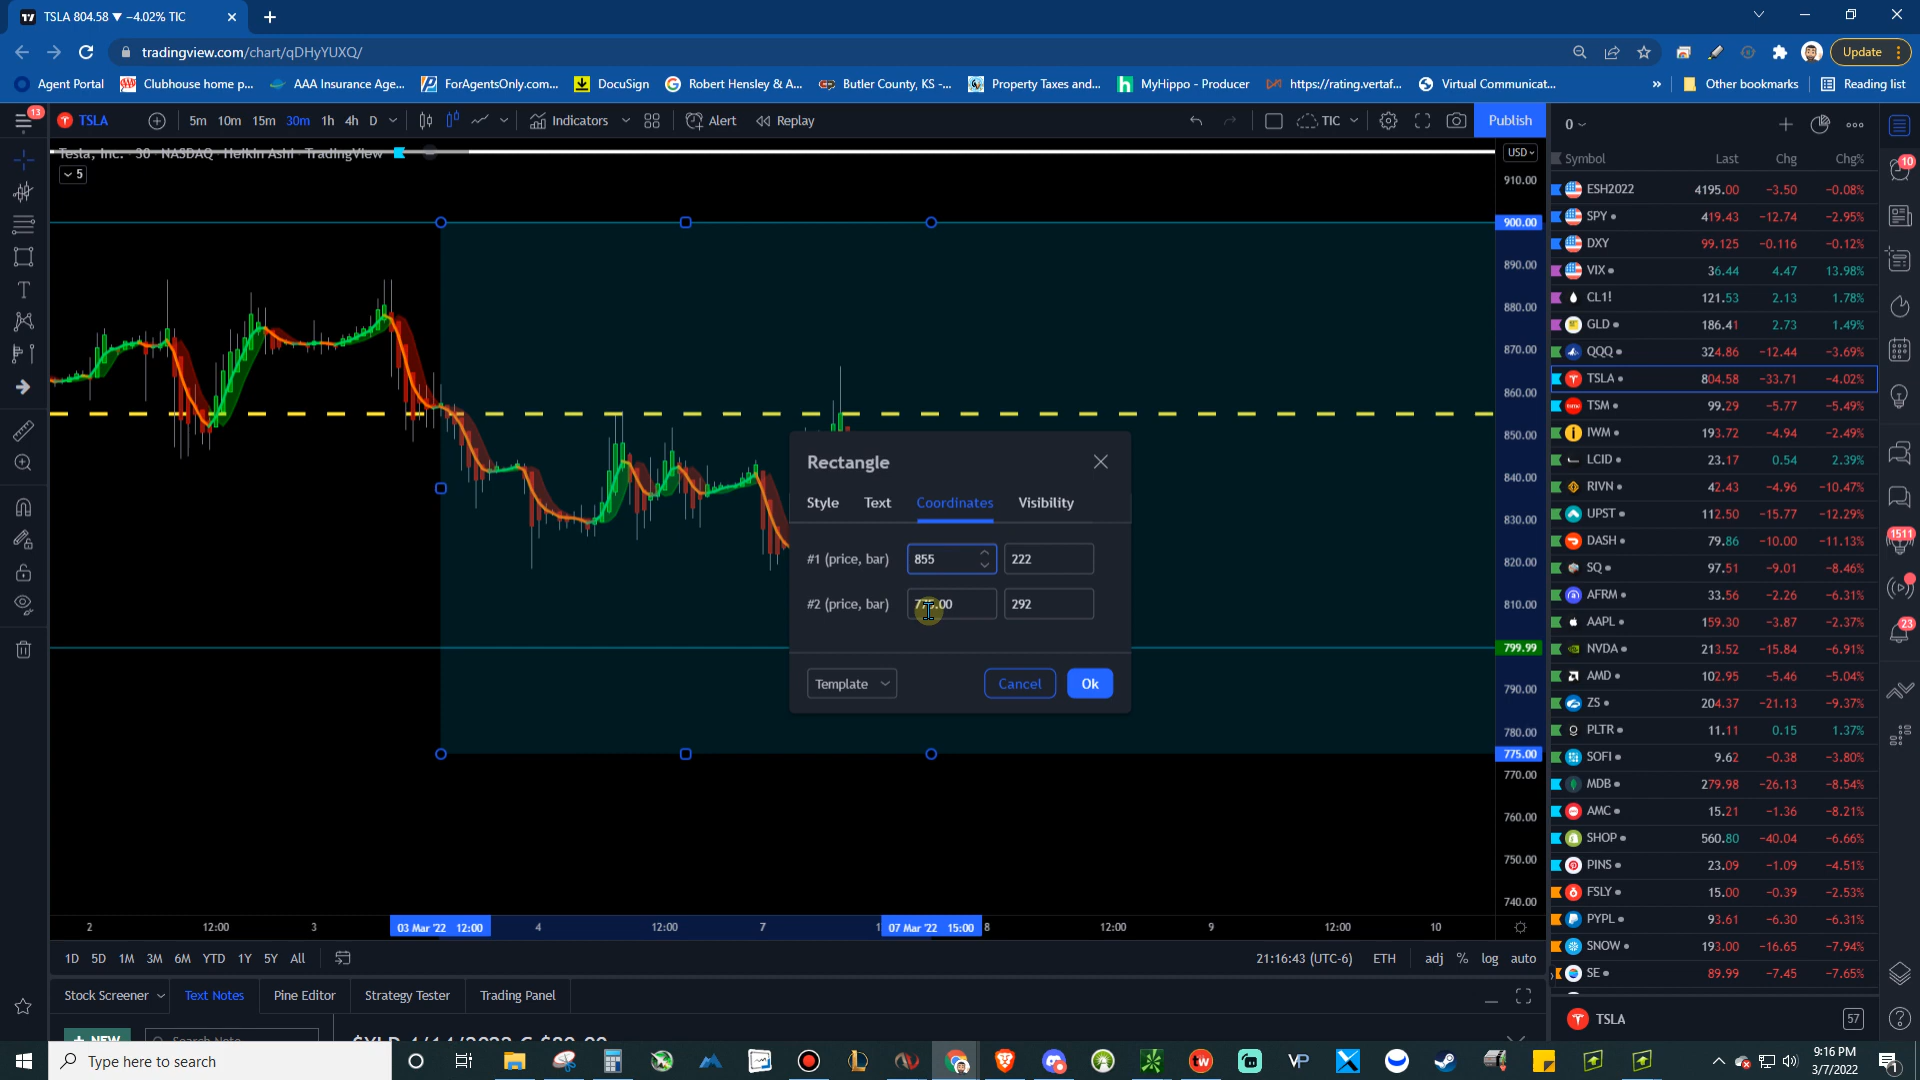 TSLA 804.58 ▼ −4.02% TIC
tradingview.com/chart/qDHyYUXQ/
Update
Agent Portal
Clubhouse home p...
AAA Insurance Age...
ForAgentsOnly.com...
DocuSign
Robert Hensley & A...
Butler County, KS -...
Property Taxes and...
MyHippo - Producer
https://rating.vertaf...
Virtual Communicat...
»
Other bookmarks
Reading list
13
TSLA
5m 10m 15m 30m 1h 4h D
Indicators
Alert
Replay
TIC
Publish
0
Tesla, Inc. · 30 · NASDAQ · Heikin Ashi · TradingView
5
USD
910.00
900.00
890.00
880.00
870.00
860.00
850.00
840.00
830.00
820.00
810.00
799.99
790.00
780.00
775.00
770.00
760.00
750.00
740.00
Rectangle
Style Text Coordinates Visibility
#1 (price, bar) 855 222
#2 (price, bar) 775.00 292
Template Cancel Ok
2 12:00 3 03 Mar '22 12:00 4 12:00 7 1 07 Mar '22 15:00 8 12:00 9 12:00 10
1D 5D 1M 3M 6M YTD 1Y 5Y All
21:16:43 (UTC-6) ETH adj % log auto
Stock Screener Text Notes Pine Editor Strategy Tester Trading Panel
+ NEW
Search Note
Symbol Last Chg Chg%
ESH2022 4195.00 −3.50 −0.08%
SPY 419.43 −12.74 −2.95%
DXY 99.125 −0.116 −0.12%
VIX 36.44 4.47 13.98%
CL1! 121.53 2.13 1.78%
GLD 186.41 2.73 1.49%
QQQ 324.86 −12.44 −3.69%
TSLA 804.58 −33.71 −4.02%
TSM 99.29 −5.77 −5.49%
IWM 193.72 −4.94 −2.49%
LCID 23.17 0.54 2.39%
RIVN 42.43 −4.96 −10.47%
UPST 112.50 −15.77 −12.29%
DASH 79.86 −10.00 −11.13%
SQ 97.51 −9.01 −8.46%
AFRM 33.56 −2.26 −6.31%
AAPL 159.30 −3.87 −2.37%
NVDA 213.52 −15.84 −6.91%
AMD 102.95 −5.46 −5.04%
ZS 204.37 −21.13 −9.37%
PLTR 11.11 0.15 1.37%
SOFI 9.62 −0.38 −3.80%
MDB 279.98 −26.13 −8.54%
AMC 15.21 −1.36 −8.21%
SHOP 560.80 −40.04 −6.66%
PINS 23.09 −1.09 −4.51%
FSLY 15.00 −0.39 −2.53%
PYPL 93.61 −6.30 −6.31%
SNOW 193.00 −16.65 −7.94%
SE 89.99 −7.45 −7.65%
TSLA
57
10
1511
23
Type here to search
9:16 PM
3/7/2022
1